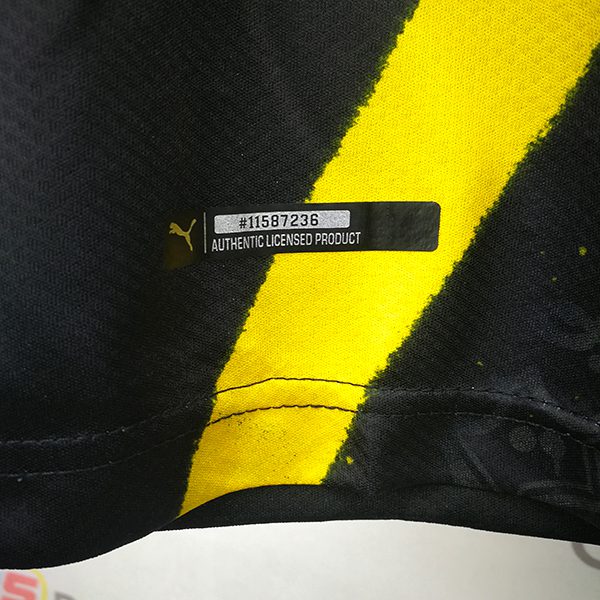 #11587236
AUTHENTIC LICENSED PRODUCT